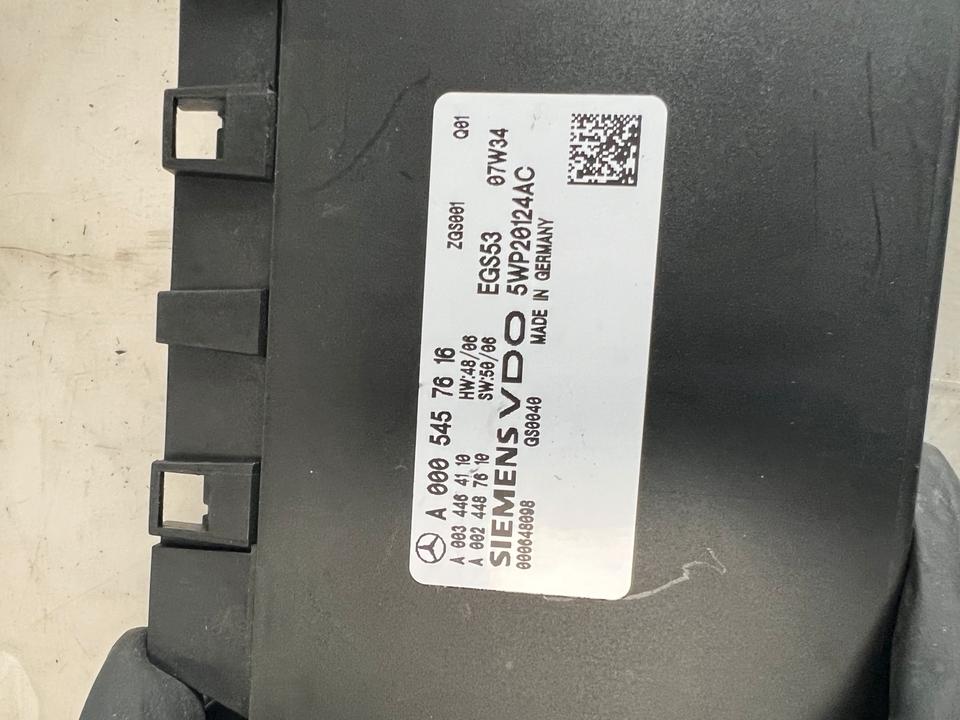 A 000 545 76 16 ZGS001 Q01
A 003 446 41 10 HW:48/06
A 002 448 76 10 SW:50/06 EGS53 07W34
SIEMENS VDO 5WP20124AC
000648098 GS0040 MADE IN GERMANY